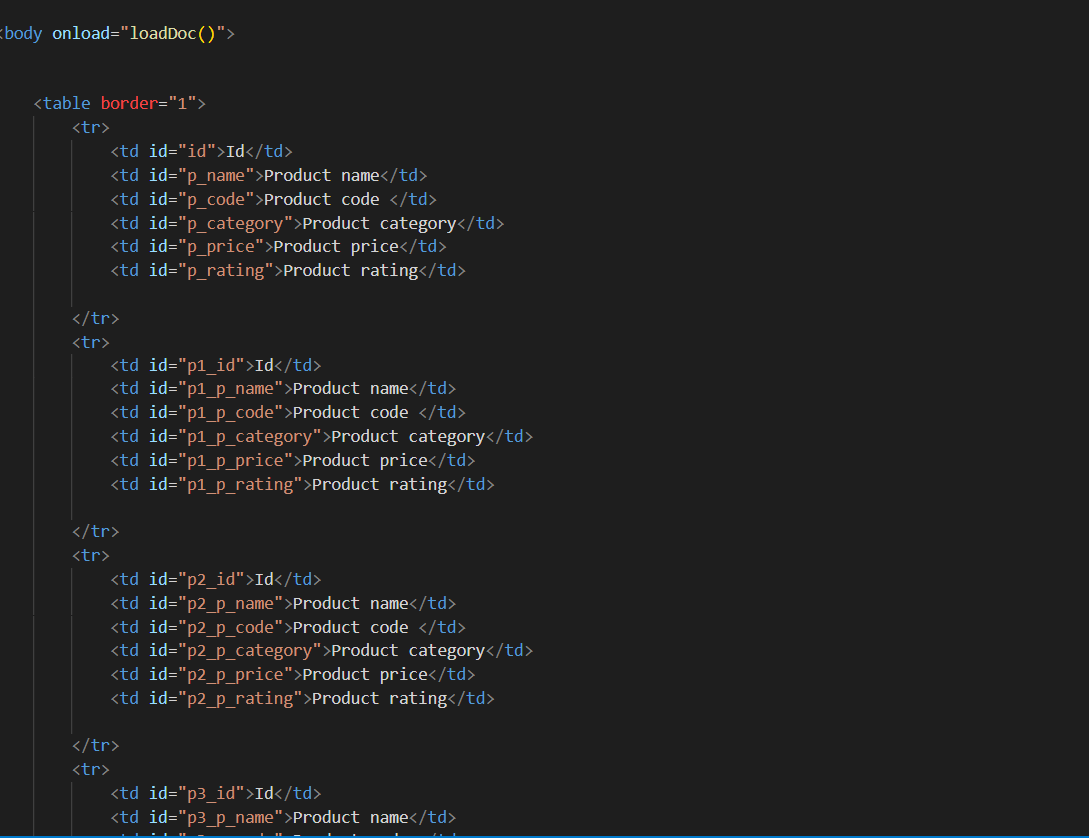 <body onload="loadDoc()">
<table border="1">
<tr>
<td id="id">Id</td>
<td id="p_name">Product name</td>
<td id="p_code">Product code </td>
<td id="p_category">Product category</td>
<td id="p_price">Product price</td>
<td id="p_rating">Product rating</td>
</tr>
<tr>
<td id="p1_id">Id</td>
<td id="p1_p_name">Product name</td>
<td id="p1_p_code">Product code </td>
<td id="p1_p_category">Product category</td>
<td id="p1_p_price">Product price</td>
<td id="p1_p_rating">Product rating</td>
</tr>
<tr>
<td id="p2_id">Id</td>
<td id="p2_p_name">Product name</td>
<td id="p2_p_code">Product code </td>
<td id="p2_p_category">Product category</td>
<td id="p2_p_price">Product price</td>
<td id="p2_p_rating">Product rating</td>
</tr>
<tr>
<td id="p3_id">Id</td>
<td id="p3_p_name">Product name</td>